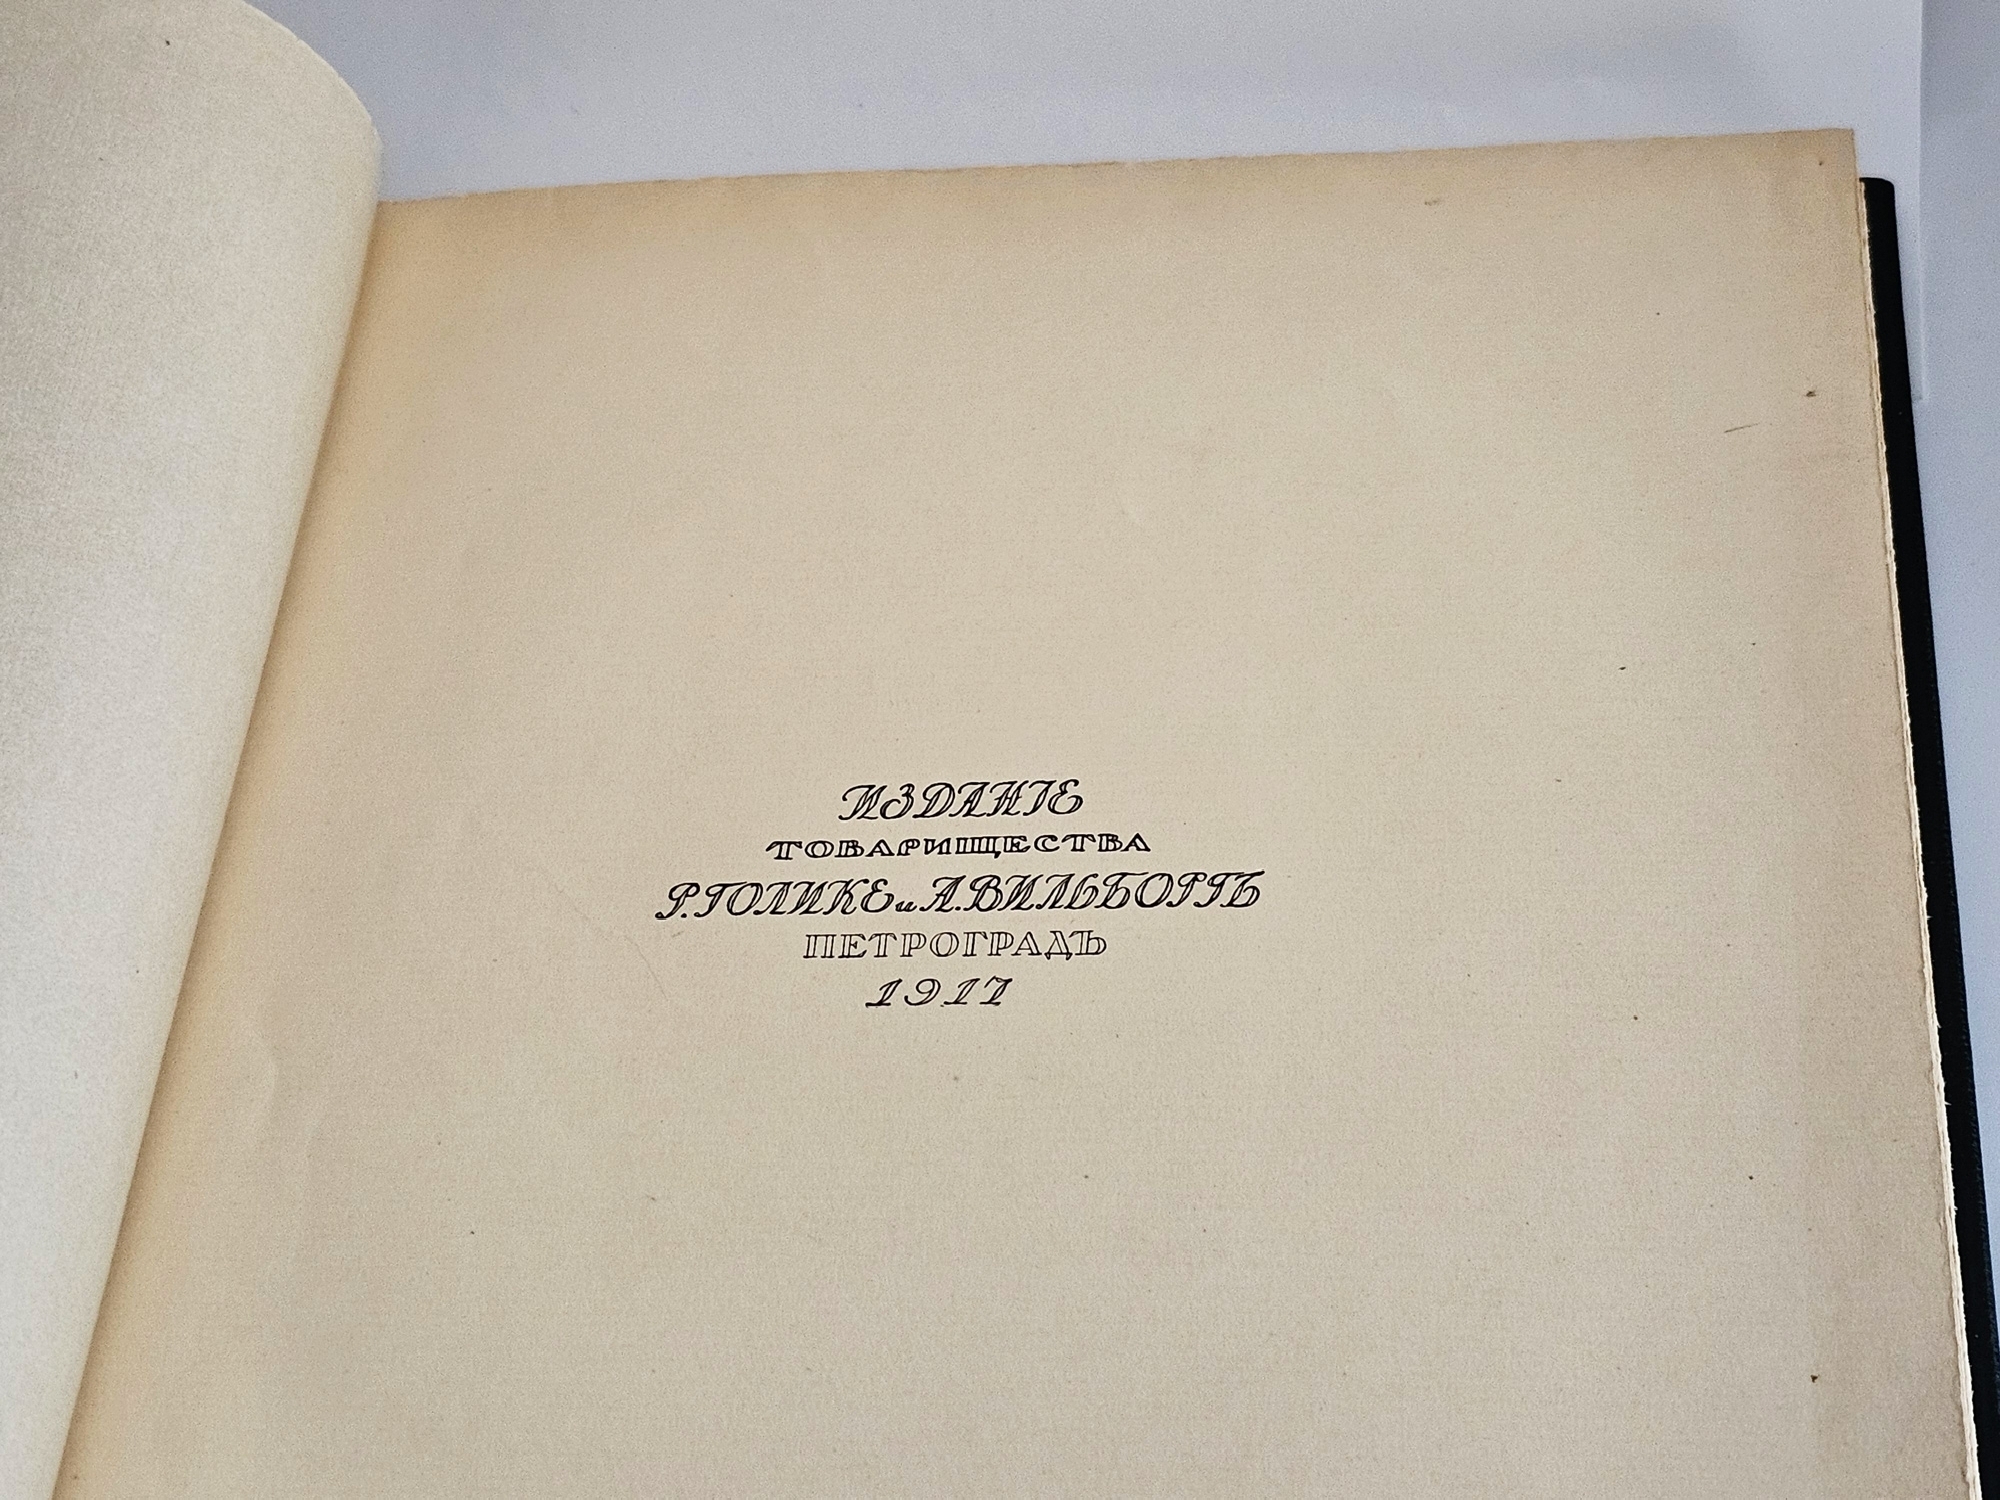 ИЗДАНІЕ
ТОВАРИЩЕСТВА
Р. ГОЛИКЕ и А. ВИЛЬБОРГЪ
ПЕТРОГРАДЪ
1917